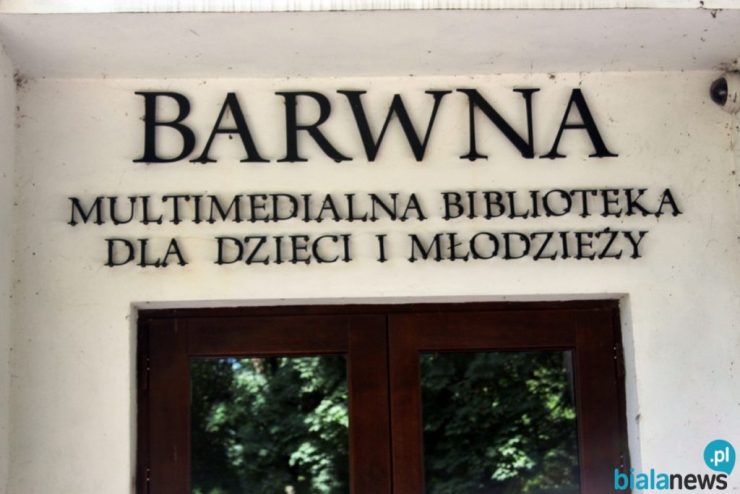 BARWNA
MULTIMEDIALNA BIBLIOTEKA
DLA DZIECI I MŁODZIEŻY
bialanews.pl